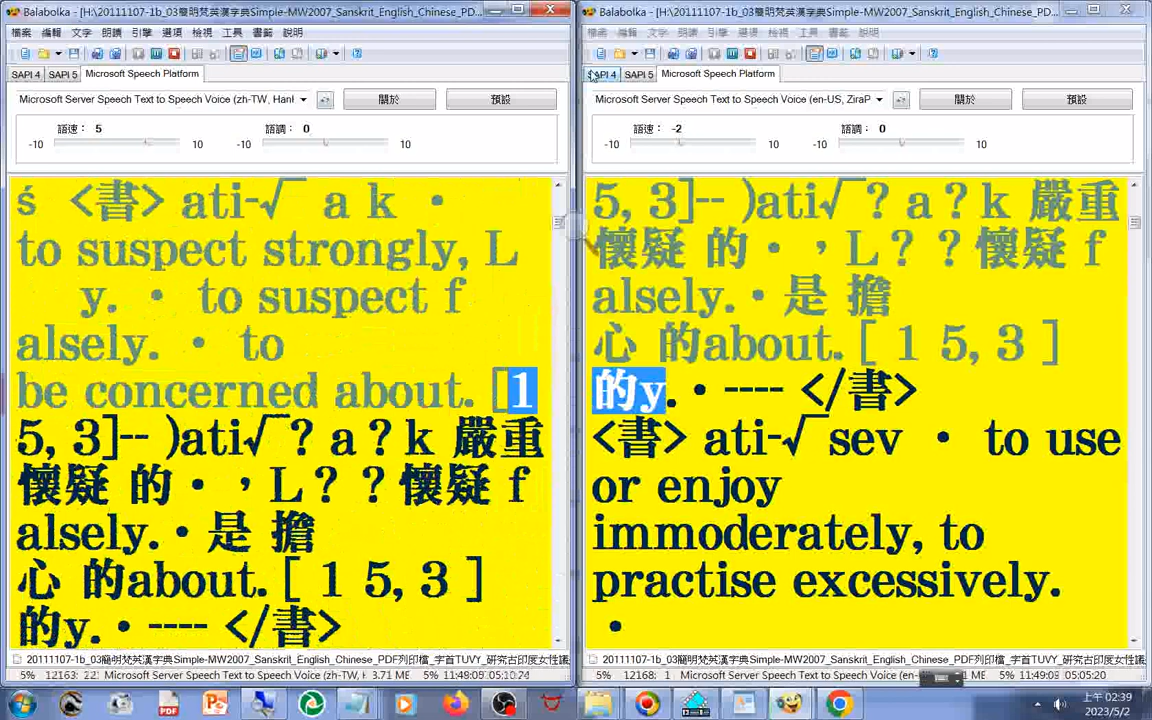 Balabolka - [H:\20111107-1b_03簡明梵英漢字典Simple-MW2007_Sanskrit_English_Chinese_PD...
檔案 編輯 文字 朗讀 引擎 選項 檢視 工具 書籤 說明
SAPI 4 SAPI 5 Microsoft Speech Platform
Microsoft Server Speech Text to Speech Voice (zh-TW, Han
關於 預設
語速： 5 語調： 0
-10 10 -10 10
ś <書> ati-√ a k •
to suspect strongly, L
y. • to suspect f
alsely. • to
be concerned about. [1
5, 3]-- )ati√？a？k 嚴重
懷疑 的•，L？？懷疑 f
alsely.•是 擔
心 的about.[ 1 5, 3 ]
的y.•---- </書>
20111107-1b_03簡明梵英漢字典Simple-MW2007_Sanskrit_English_Chinese_PDF列印檔_字首TUVY_研究古印度女性議
5% 12163: 22 Microsoft Server Speech Text to Speech Voice (zh-TW, 3.71 ME 5% 11:49:09 05:10:24
Balabolka - [H:\20111107-1b_03簡明梵英漢字典Simple-MW2007_Sanskrit_English_Chinese_PDF...
檔案 編輯 文字 朗讀 引擎 選項 檢視 工具 書籤 說明
SAPI 4 SAPI 5 Microsoft Speech Platform
Microsoft Server Speech Text to Speech Voice (en-US, ZiraP
關於 預設
語速： -2 語調： 0
-10 10 -10 10
5, 3]-- )ati√？a？k 嚴重
懷疑 的•，L？？懷疑 f
alsely.•是 擔
心 的about.[ 1 5, 3 ]
的y.•---- </書>
<書> ati-√sev • to use
or enjoy
immoderately, to
practise excessively.
•
20111107-1b_03簡明梵英漢字典Simple-MW2007_Sanskrit_English_Chinese_PDF列印檔_字首TUVY_研究古印度女性議
5% 12168: 1 Microsoft Server Speech Text to Speech Voice (en-US, 1 ME 5% 11:49:05 05:05:20
上午 02:39
2023/5/2